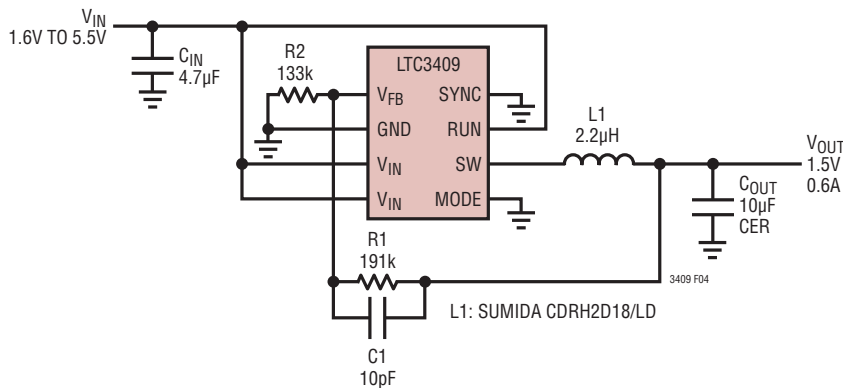 VIN
1.6V TO 5.5V
CIN
4.7µF
R2
133k
LTC3409
VFB
GND
VIN
VIN
SYNC
RUN
SW
MODE
L1
2.2µH
VOUT
1.5V
0.6A
COUT
10µF
CER
R1
191k
3409 F04
L1: SUMIDA CDRH2D18/LD
C1
10pF